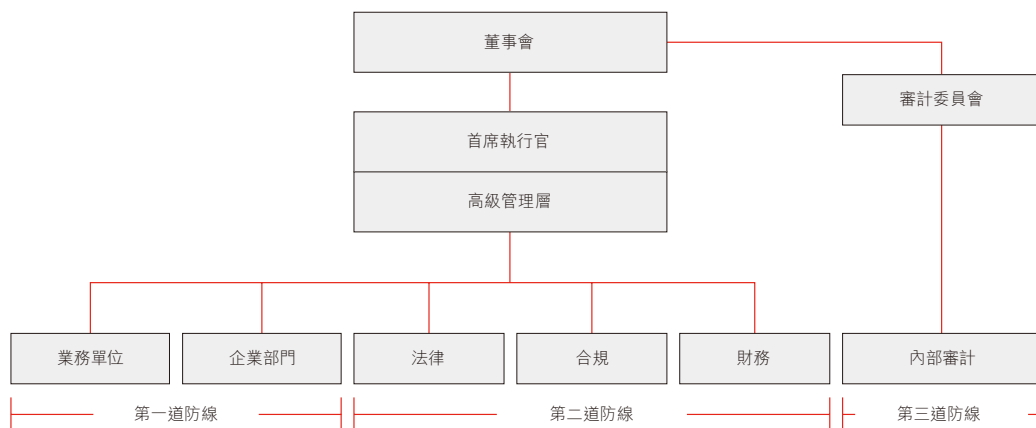 董事會
審計委員會
首席執行官
高級管理層
業務單位
企業部門
法律
合規
財務
內部審計
第一道防線
第二道防線
第三道防線